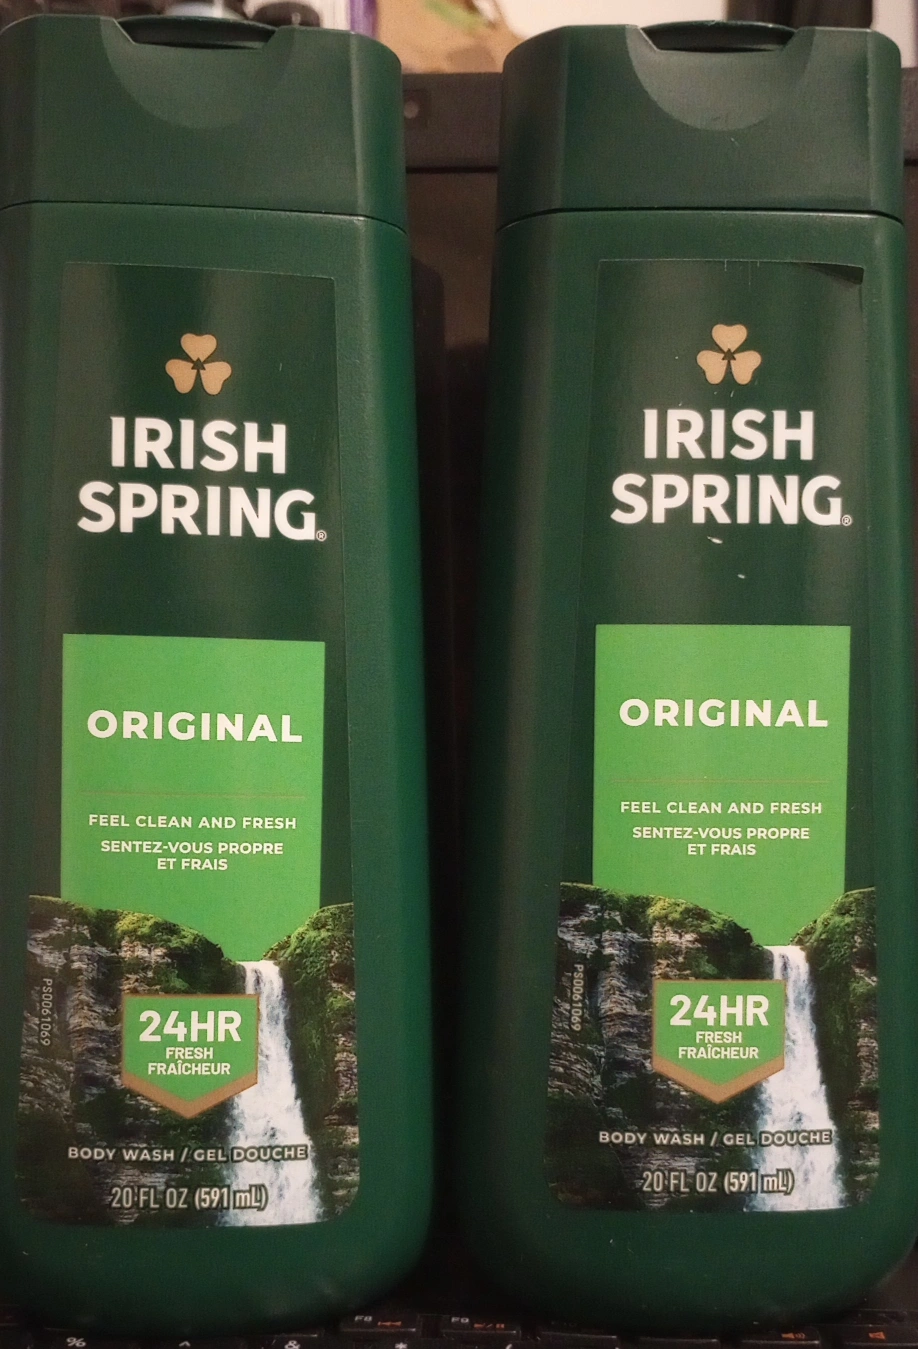 IRISH
SPRING®
ORIGINAL
FEEL CLEAN AND FRESH
SENTEZ-VOUS PROPRE
ET FRAIS
PS0061069
24HR
FRESH
FRAÎCHEUR
BODY WASH / GEL DOUCHE
20 FL OZ (591 mL)
IRISH
SPRING®
ORIGINAL
FEEL CLEAN AND FRESH
SENTEZ-VOUS PROPRE
ET FRAIS
PS0061069
24HR
FRESH
FRAÎCHEUR
BODY WASH / GEL DOUCHE
20 FL OZ (591 mL)
% ^ & * F8 F9